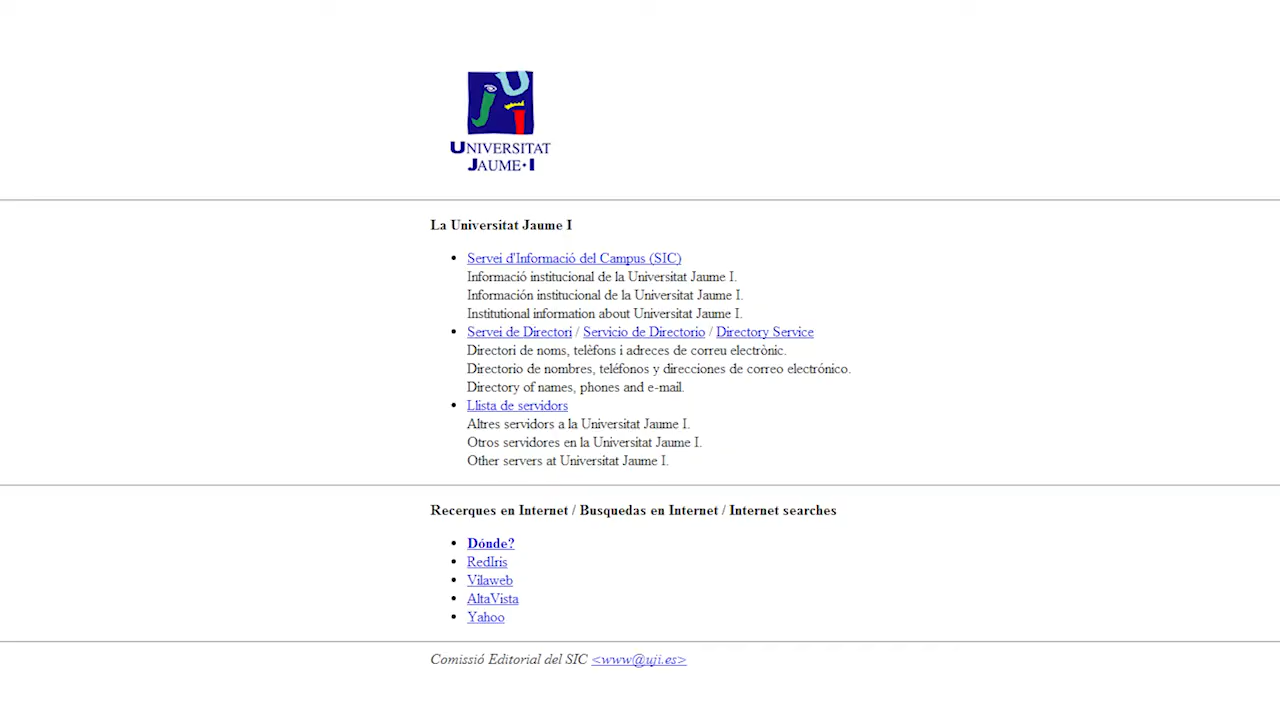 UNIVERSITAT
JAUME·I
La Universitat Jaume I
Servei d'Informació del Campus (SIC)
Informació institucional de la Universitat Jaume I.
Información institucional de la Universitat Jaume I.
Institutional information about Universitat Jaume I.
Servei de Directori / Servicio de Directorio / Directory Service
Directori de noms, telèfons i adreces de correu electrònic.
Directorio de nombres, teléfonos y direcciones de correo electrónico.
Directory of names, phones and e-mail.
Llista de servidors
Altres servidors a la Universitat Jaume I.
Otros servidores en la Universitat Jaume I.
Other servers at Universitat Jaume I.
Recerques en Internet / Busquedas en Internet / Internet searches
Dónde?
RedIris
Vilaweb
AltaVista
Yahoo
Comissió Editorial del SIC <www@uji.es>